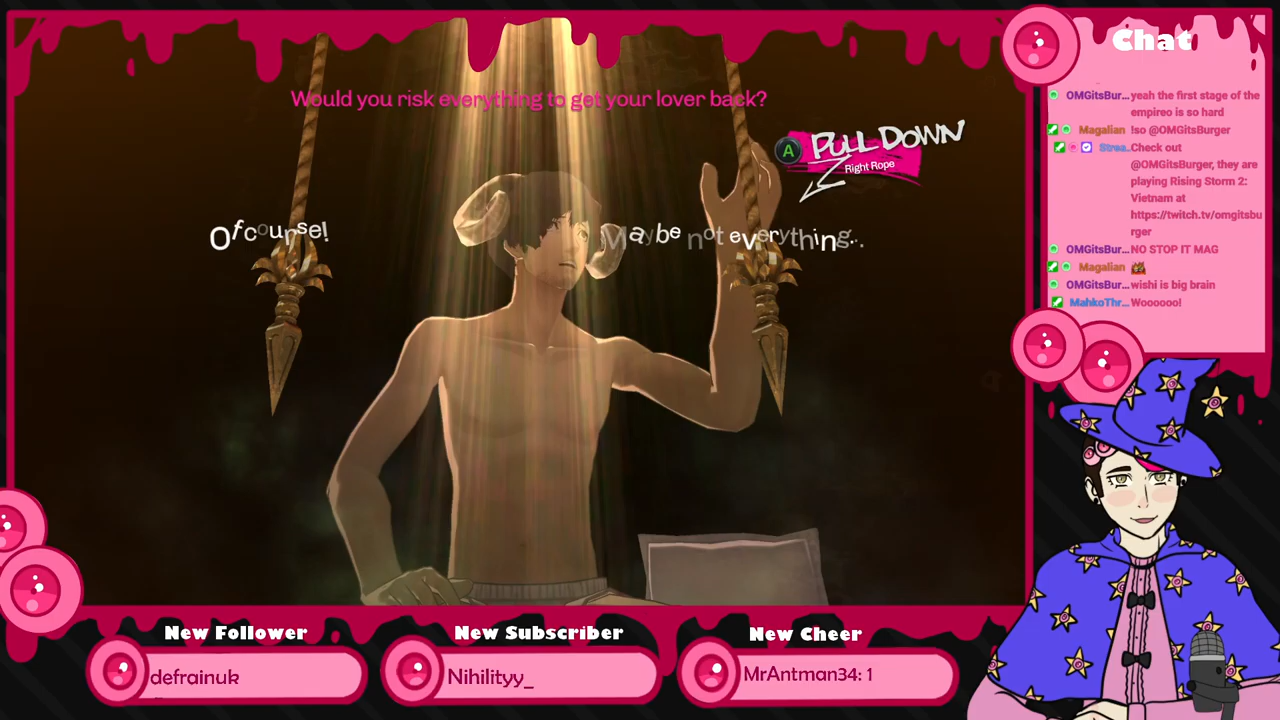 Would you risk everything to get your lover back?
A PULL DOWN
Right Rope
Of course!
Maybe not everything...
Chat
OMGitsBur... yeah the first stage of the
empireo is so hard
Magalian !so @OMGitsBurger
Strea.. Check out
@OMGitsBurger, they are
playing Rising Storm 2:
Vietnam at
https://twitch.tv/omgitsbu
rger
OMGitsBur... NO STOP IT MAG
Magalian
OMGitsBur... wishi is big brain
MahkoThr... Woooooo!
New Follower
defrainuk
New Subscriber
Nihilityy_
New Cheer
MrAntman34: 1